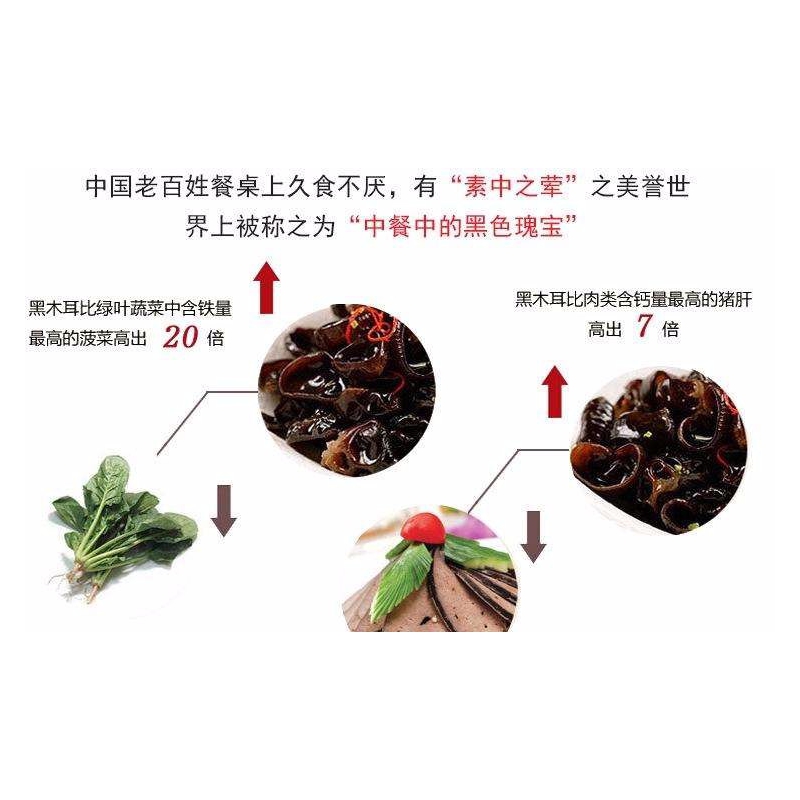 中国老百姓餐桌上久食不厌，有“素中之荤”之美誉世
界上被称之为“中餐中的黑色瑰宝”
黑木耳比绿叶蔬菜中含铁量
最高的菠菜高出 20 倍
黑木耳比肉类含钙量最高的猪肝
高出 7 倍